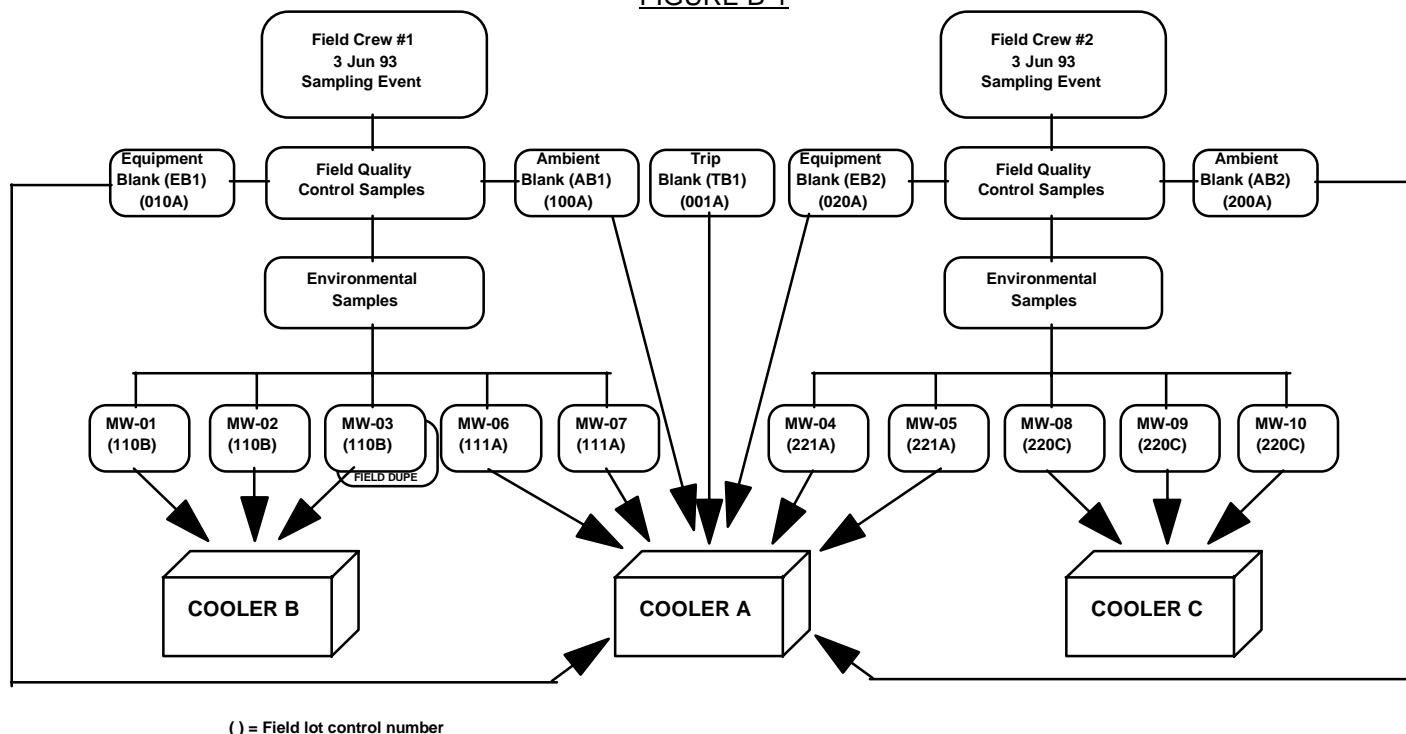 FIGURE B-1
Field Crew #1
3 Jun 93
Sampling Event
Field Crew #2
3 Jun 93
Sampling Event
Equipment
Blank (EB1)
(010A)
Field Quality
Control Samples
Ambient
Blank (AB1)
(100A)
Trip
Blank (TB1)
(001A)
Equipment
Blank (EB2)
(020A)
Field Quality
Control Samples
Ambient
Blank (AB2)
(200A)
Environmental
Samples
Environmental
Samples
MW-01
(110B)
MW-02
(110B)
MW-03
(110B)
FIELD DUPE
MW-06
(111A)
MW-07
(111A)
MW-04
(221A)
MW-05
(221A)
MW-08
(220C)
MW-09
(220C)
MW-10
(220C)
COOLER B
COOLER A
COOLER C
( ) = Field lot control number